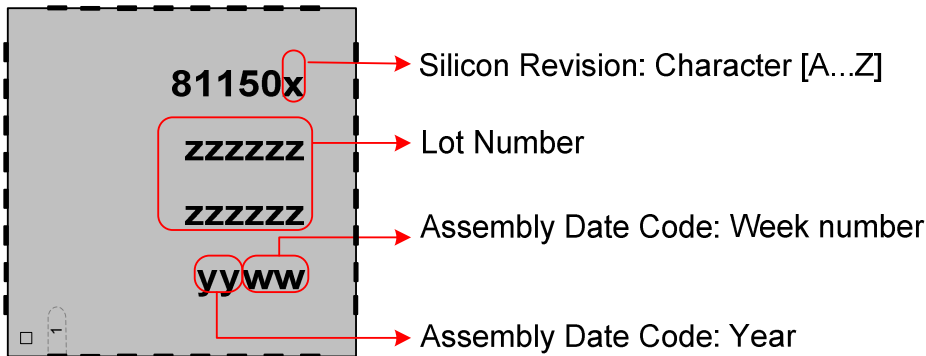 81150x
Silicon Revision: Character [A...Z]
zzzzzz
Lot Number
zzzzzz
Assembly Date Code: Week number
yyww
1
Assembly Date Code: Year